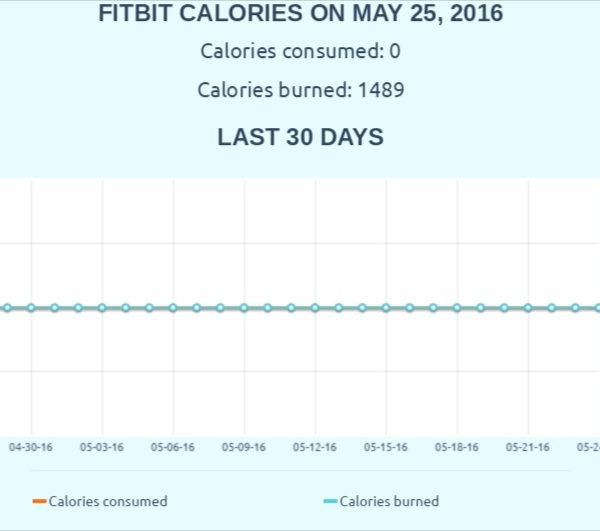 FITBIT CALORIES ON MAY 25, 2016
Calories consumed: 0
Calories burned: 1489
LAST 30 DAYS
04-30-16 05-03-16 05-06-16 05-09-16 05-12-16 05-15-16 05-18-16 05-21-16 05-2
Calories consumed Calories burned